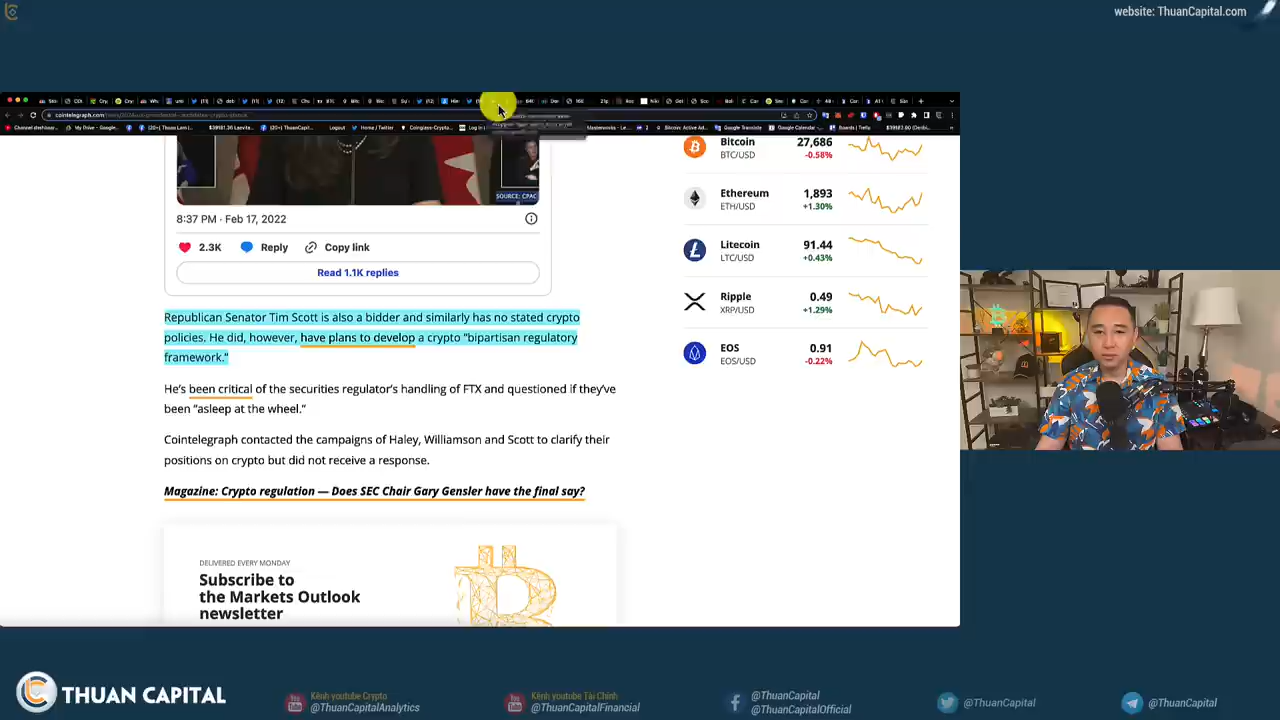 website: ThuanCapital.com
SOURCE: CPAC
8:37 PM · Feb 17, 2022
2.3K Reply Copy link
Read 1.1K replies
Republican Senator Tim Scott is also a bidder and similarly has no stated crypto
policies. He did, however, have plans to develop a crypto "bipartisan regulatory
framework."
He's been critical of the securities regulator's handling of FTX and questioned if they've
been "asleep at the wheel."
Cointelegraph contacted the campaigns of Haley, Williamson and Scott to clarify their
positions on crypto but did not receive a response.
Magazine: Crypto regulation — Does SEC Chair Gary Gensler have the final say?
DELIVERED EVERY MONDAY
Subscribe to
the Markets Outlook
newsletter
Bitcoin 27,686
BTC/USD -0.58%
Ethereum 1,893
ETH/USD +1.30%
Litecoin 91.44
LTC/USD +0.43%
Ripple 0.49
XRP/USD +1.29%
EOS 0.91
EOS/USD -0.22%
THUAN CAPITAL
Kênh youtube Crypto
@ThuanCapitalAnalytics
Kênh youtube Tài Chính
@ThuanCapitalFinancial
@ThuanCapital
@ThuanCapitalOfficial
@ThuanCapital
@ThuanCapital